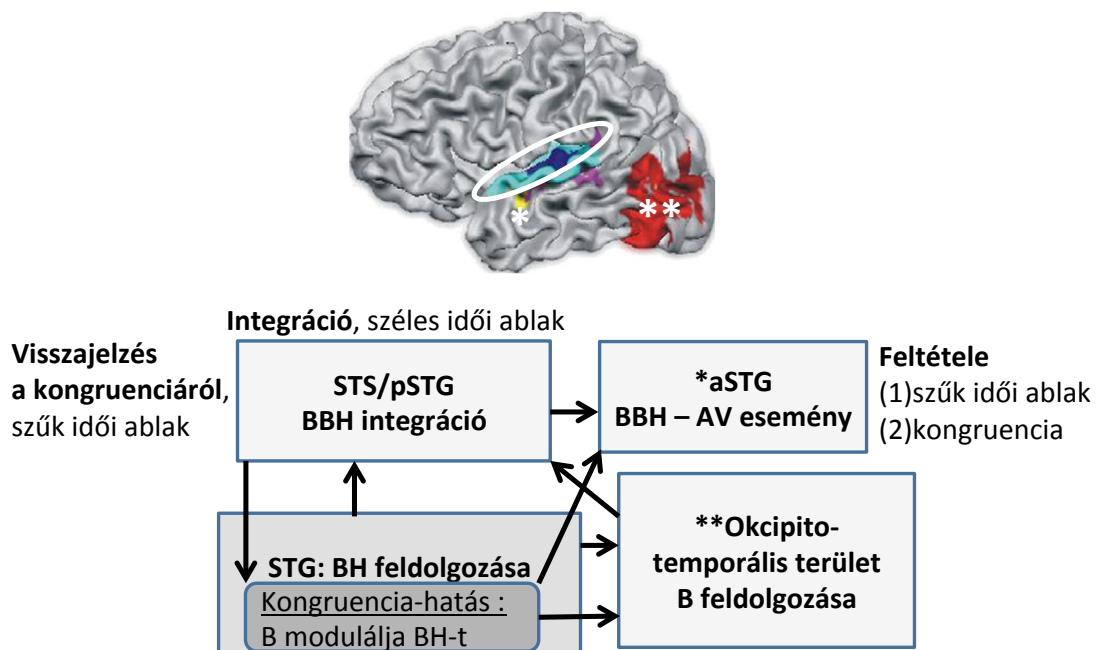 *
**
Integráció, széles idői ablak
Visszajelzés
a kongruenciáról,
szűk idői ablak
STS/pSTG
BBH integráció
*aSTG
BBH – AV esemény
Feltétele
(1)szűk idői ablak
(2)kongruencia
STG: BH feldolgozása
Kongruencia-hatás :
B modulálja BH-t
**Okcipito-
temporális terület
B feldolgozása